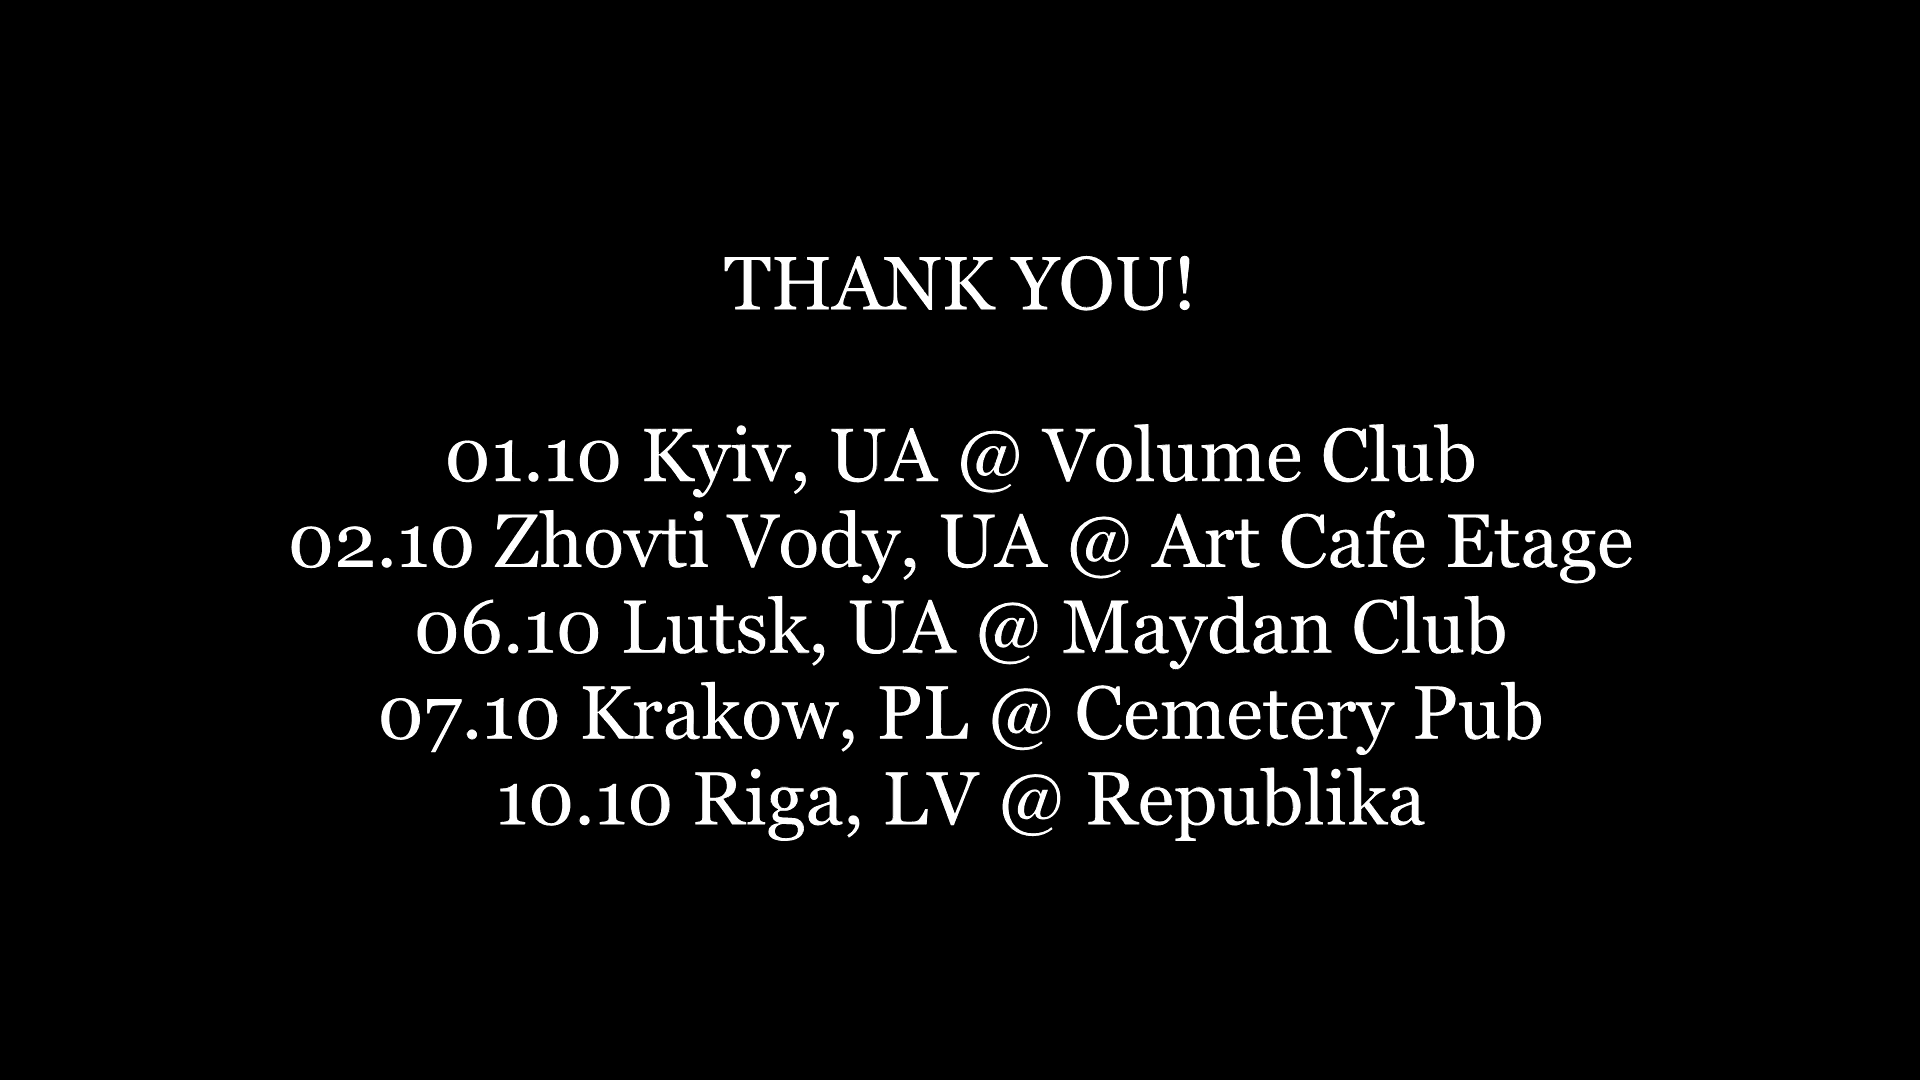 THANK YOU!
01.10 Kyiv, UA @ Volume Club
02.10 Zhovti Vody, UA @ Art Cafe Etage
06.10 Lutsk, UA @ Maydan Club
07.10 Krakow, PL @ Cemetery Pub
10.10 Riga, LV @ Republika